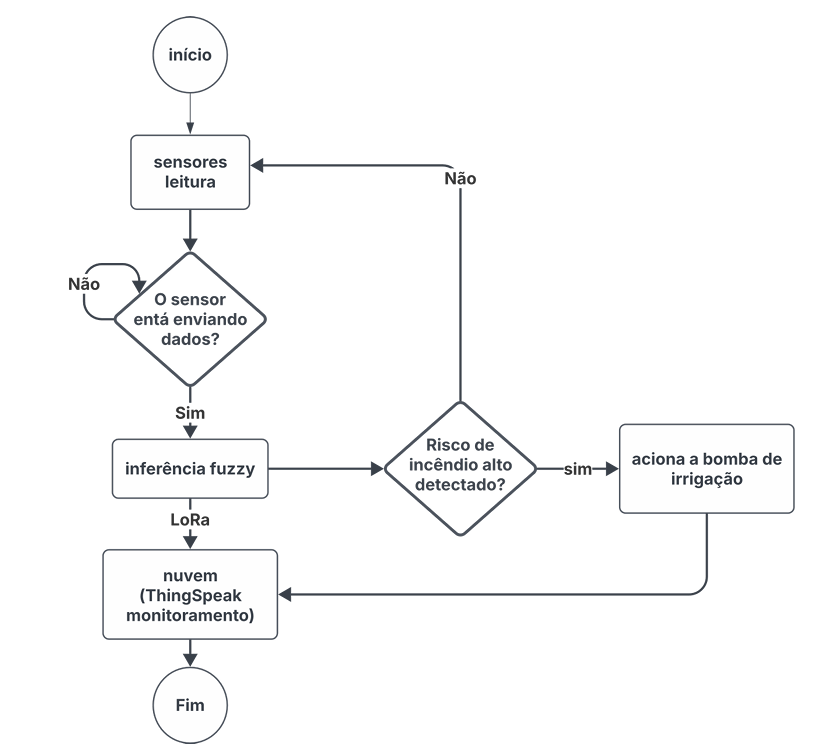 início
sensores
leitura
Não
Não
O sensor
entá enviando
dados?
Sim
inferência fuzzy
Risco de
incêndio alto
detectado?
sim
aciona a bomba de
irrigação
LoRa
nuvem
(ThingSpeak
monitoramento)
Fim